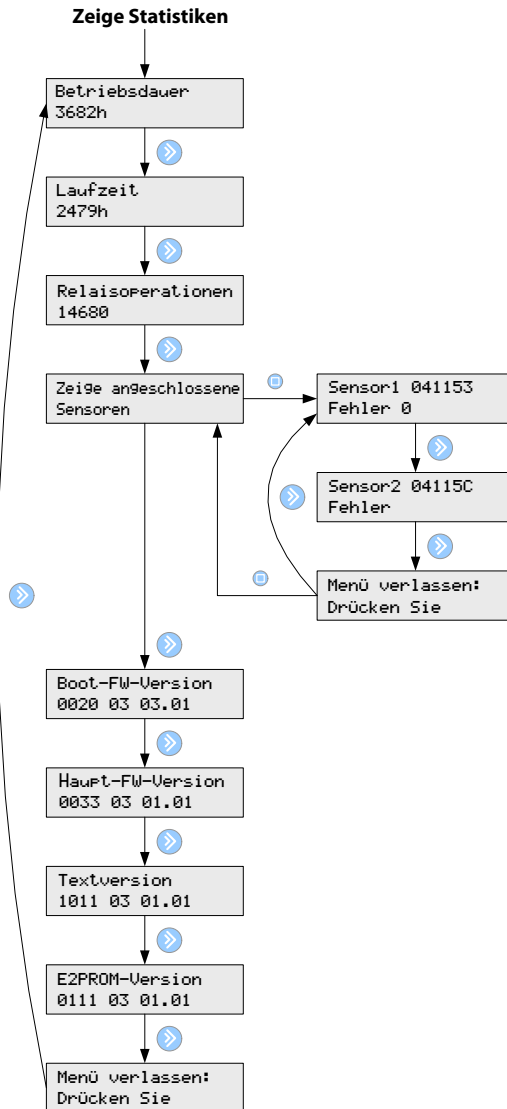 Zeige Statistiken
Betriebsdauer
3682h
Laufzeit
2479h
Relaisoperationen
14680
Zeige angeschlossene
Sensoren
Sensor1 041153
Fehler 0
Sensor2 04115C
Fehler
Menü verlassen:
Drücken Sie
Boot-FW-Version
0020 03 03.01
Haupt-FW-Version
0033 03 01.01
Textversion
1011 03 01.01
E2PROM-Version
0111 03 01.01
Menü verlassen:
Drücken Sie